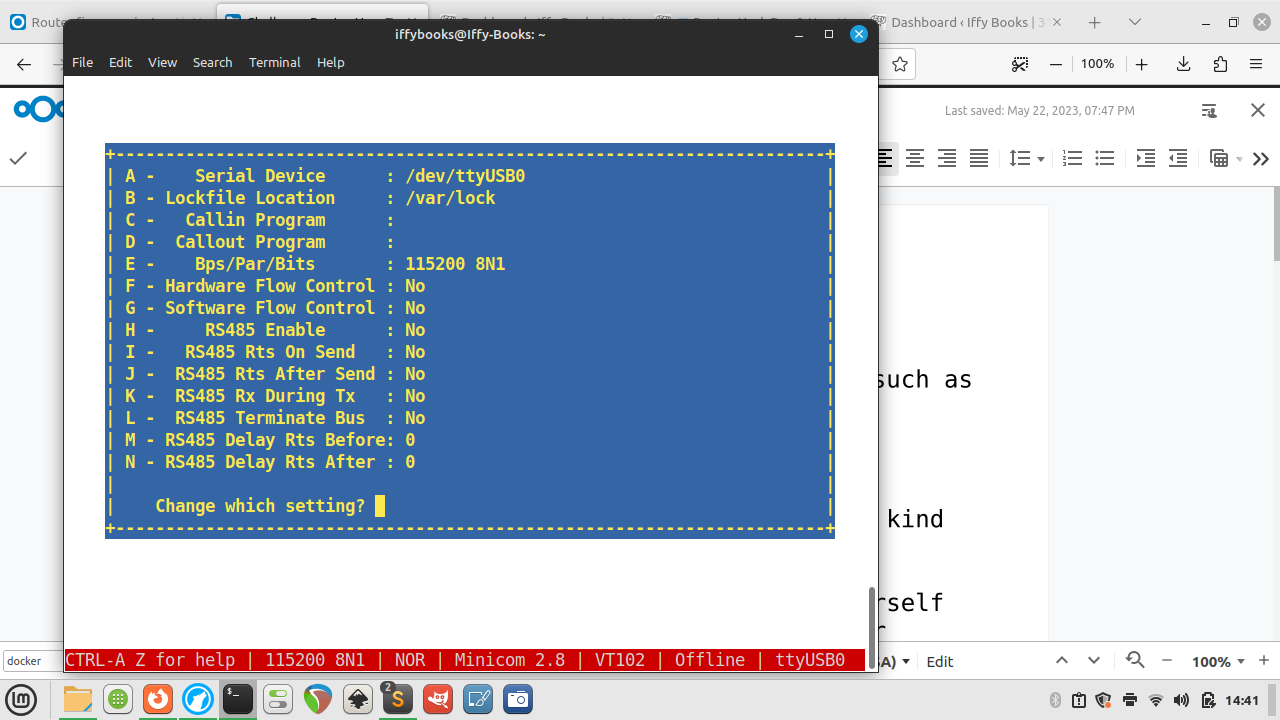 Dashboard ‹ Iffy Books | 3
iffybooks@Iffy-Books: ~
File Edit View Search Terminal Help
100%
Last saved: May 22, 2023, 07:47 PM
+-----------------------------------------------------------------------+
| A -    Serial Device      : /dev/ttyUSB0                              |
| B - Lockfile Location     : /var/lock                                 |
| C -   Callin Program      :                                           |
| D -  Callout Program      :                                           |
| E -    Bps/Par/Bits       : 115200 8N1                                |
| F - Hardware Flow Control : No                                        |
| G - Software Flow Control : No                                        |
| H -     RS485 Enable      : No                                        |
| I -   RS485 Rts On Send   : No                                        |
| J -  RS485 Rts After Send : No                                        |
| K -  RS485 Rx During Tx   : No                                        |
| L -  RS485 Terminate Bus  : No                                        |
| M - RS485 Delay Rts Before: 0                                         |
| N - RS485 Delay Rts After : 0                                         |
|                                                                       |
|    Change which setting?                                              |
+-----------------------------------------------------------------------+
such as
kind
CTRL-A Z for help | 115200 8N1 | NOR | Minicom 2.8 | VT102 | Offline | ttyUSB0
docker
Edit
100%
2
14:41